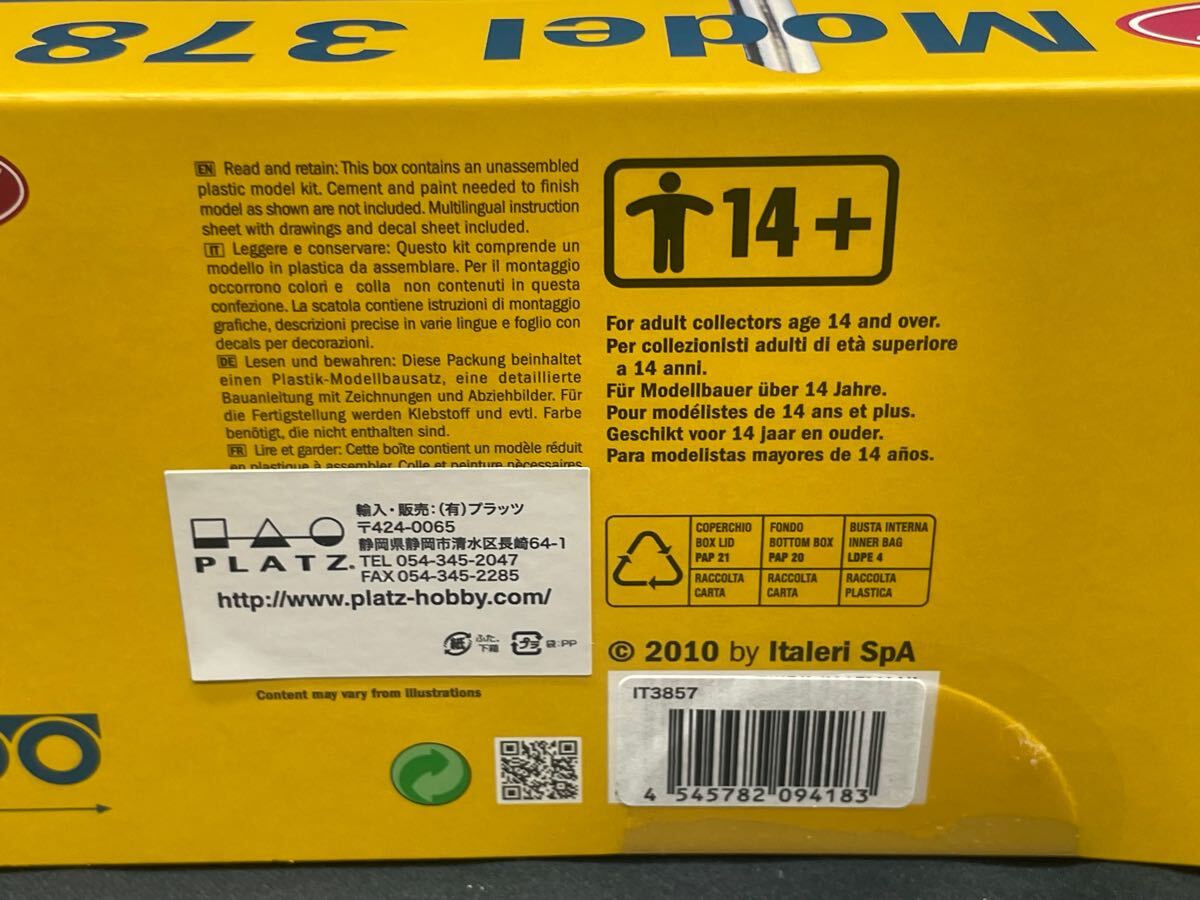 Model 378
EN Read and retain: This box contains an unassembled
plastic model kit. Cement and paint needed to finish
model as shown are not included. Multilingual instruction
sheet with drawings and decal sheet included.
IT Leggere e conservare: Questo kit comprende un
modello in plastica da assemblare. Per il montaggio
occorrono colori e colla non contenuti in questa
confezione. La scatola contiene istruzioni di montaggio
grafiche, descrizioni precise in varie lingue e foglio con
decals per decorazioni.
DE Lesen und bewahren: Diese Packung beinhaltet
einen Plastik-Modellbausatz, eine detaillierte
Bauanleitung mit Zeichnungen und Abziehbilder. Für
die Fertigstellung werden Klebstoff und evtl. Farbe
benötigt, die nicht enthalten sind.
FR Lire et garder: Cette boîte contient un modèle réduit
en plastique à assembler. Colle et peinture nècessaires
PLATZ.
輸入・販売:(有)プラッツ
〒424-0065
静岡県静岡市清水区長崎64-1
TEL 054-345-2047
FAX 054-345-2285
http://www.platz-hobby.com/
紙 ふた、
下箱
プラ 袋:PP
Content may vary from illustrations
14+
For adult collectors age 14 and over.
Per collezionisti adulti di età superiore
a 14 anni.
Für Modellbauer über 14 Jahre.
Pour modélistes de 14 ans et plus.
Geschikt voor 14 jaar en ouder.
Para modelistas mayores de 14 años.
COPERCHIO
BOX LID
PAP 21
RACCOLTA
CARTA
FONDO
BOTTOM BOX
PAP 20
RACCOLTA
CARTA
BUSTA INTERNA
INNER BAG
LDPE 4
RACCOLTA
PLASTICA
© 2010 by Italeri SpA
IT3857
4 545782 094183